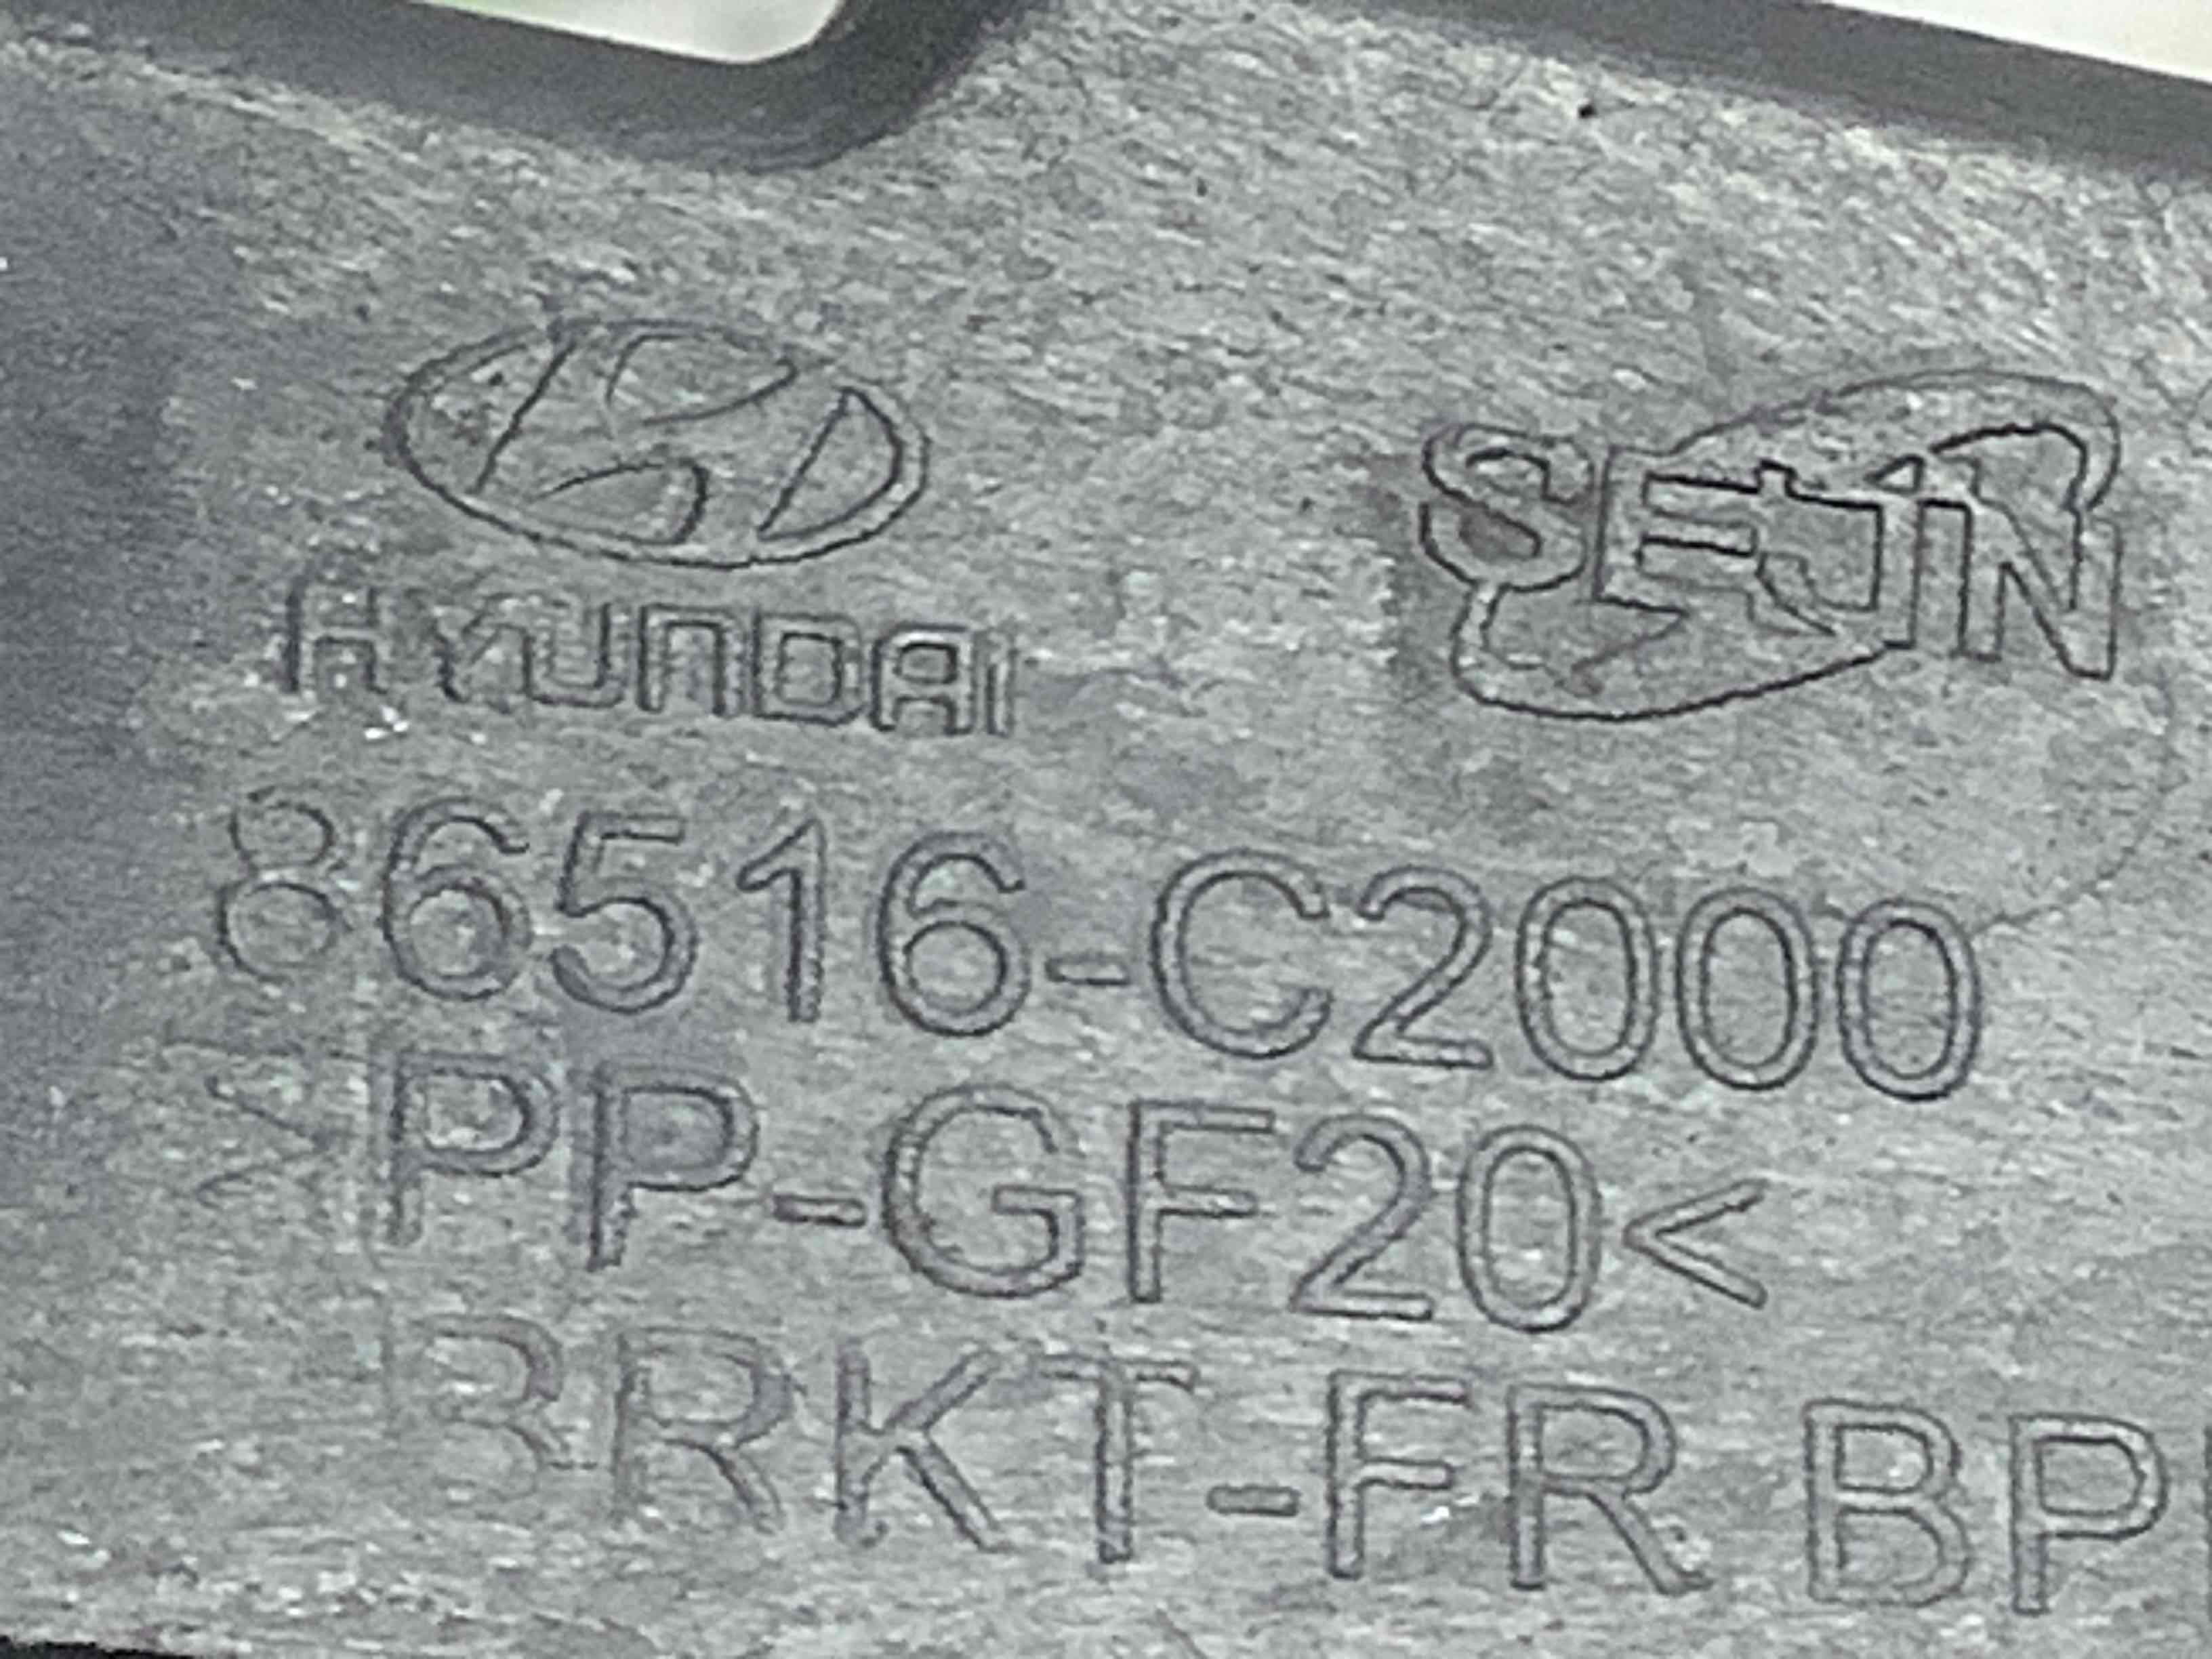 HYUNDAI
SEJIN
86516-C2000
>PP-GF20<
BRKT-FR BP